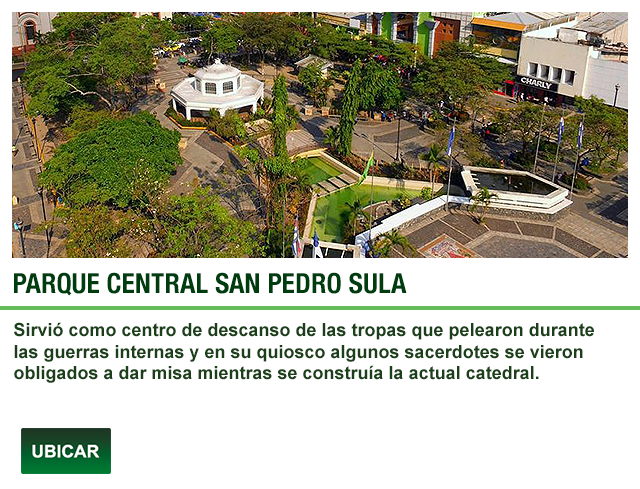 CHARLY
PARQUE CENTRAL SAN PEDRO SULA
Sirvió como centro de descanso de las tropas que pelearon durante
las guerras internas y en su quiosco algunos sacerdotes se vieron
obligados a dar misa mientras se construía la actual catedral.
UBICAR